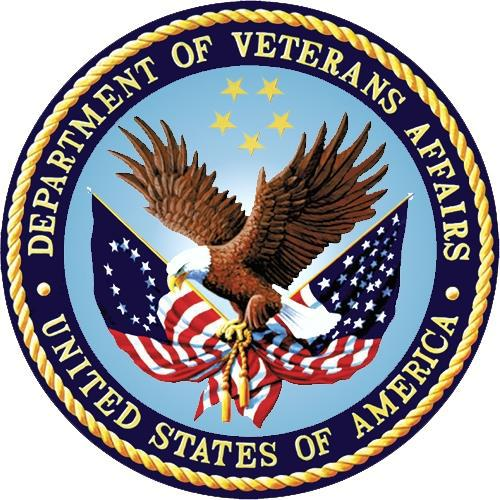 DEPARTMENT OF VETERANS AFFAIRS
UNITED STATES OF AMERICA